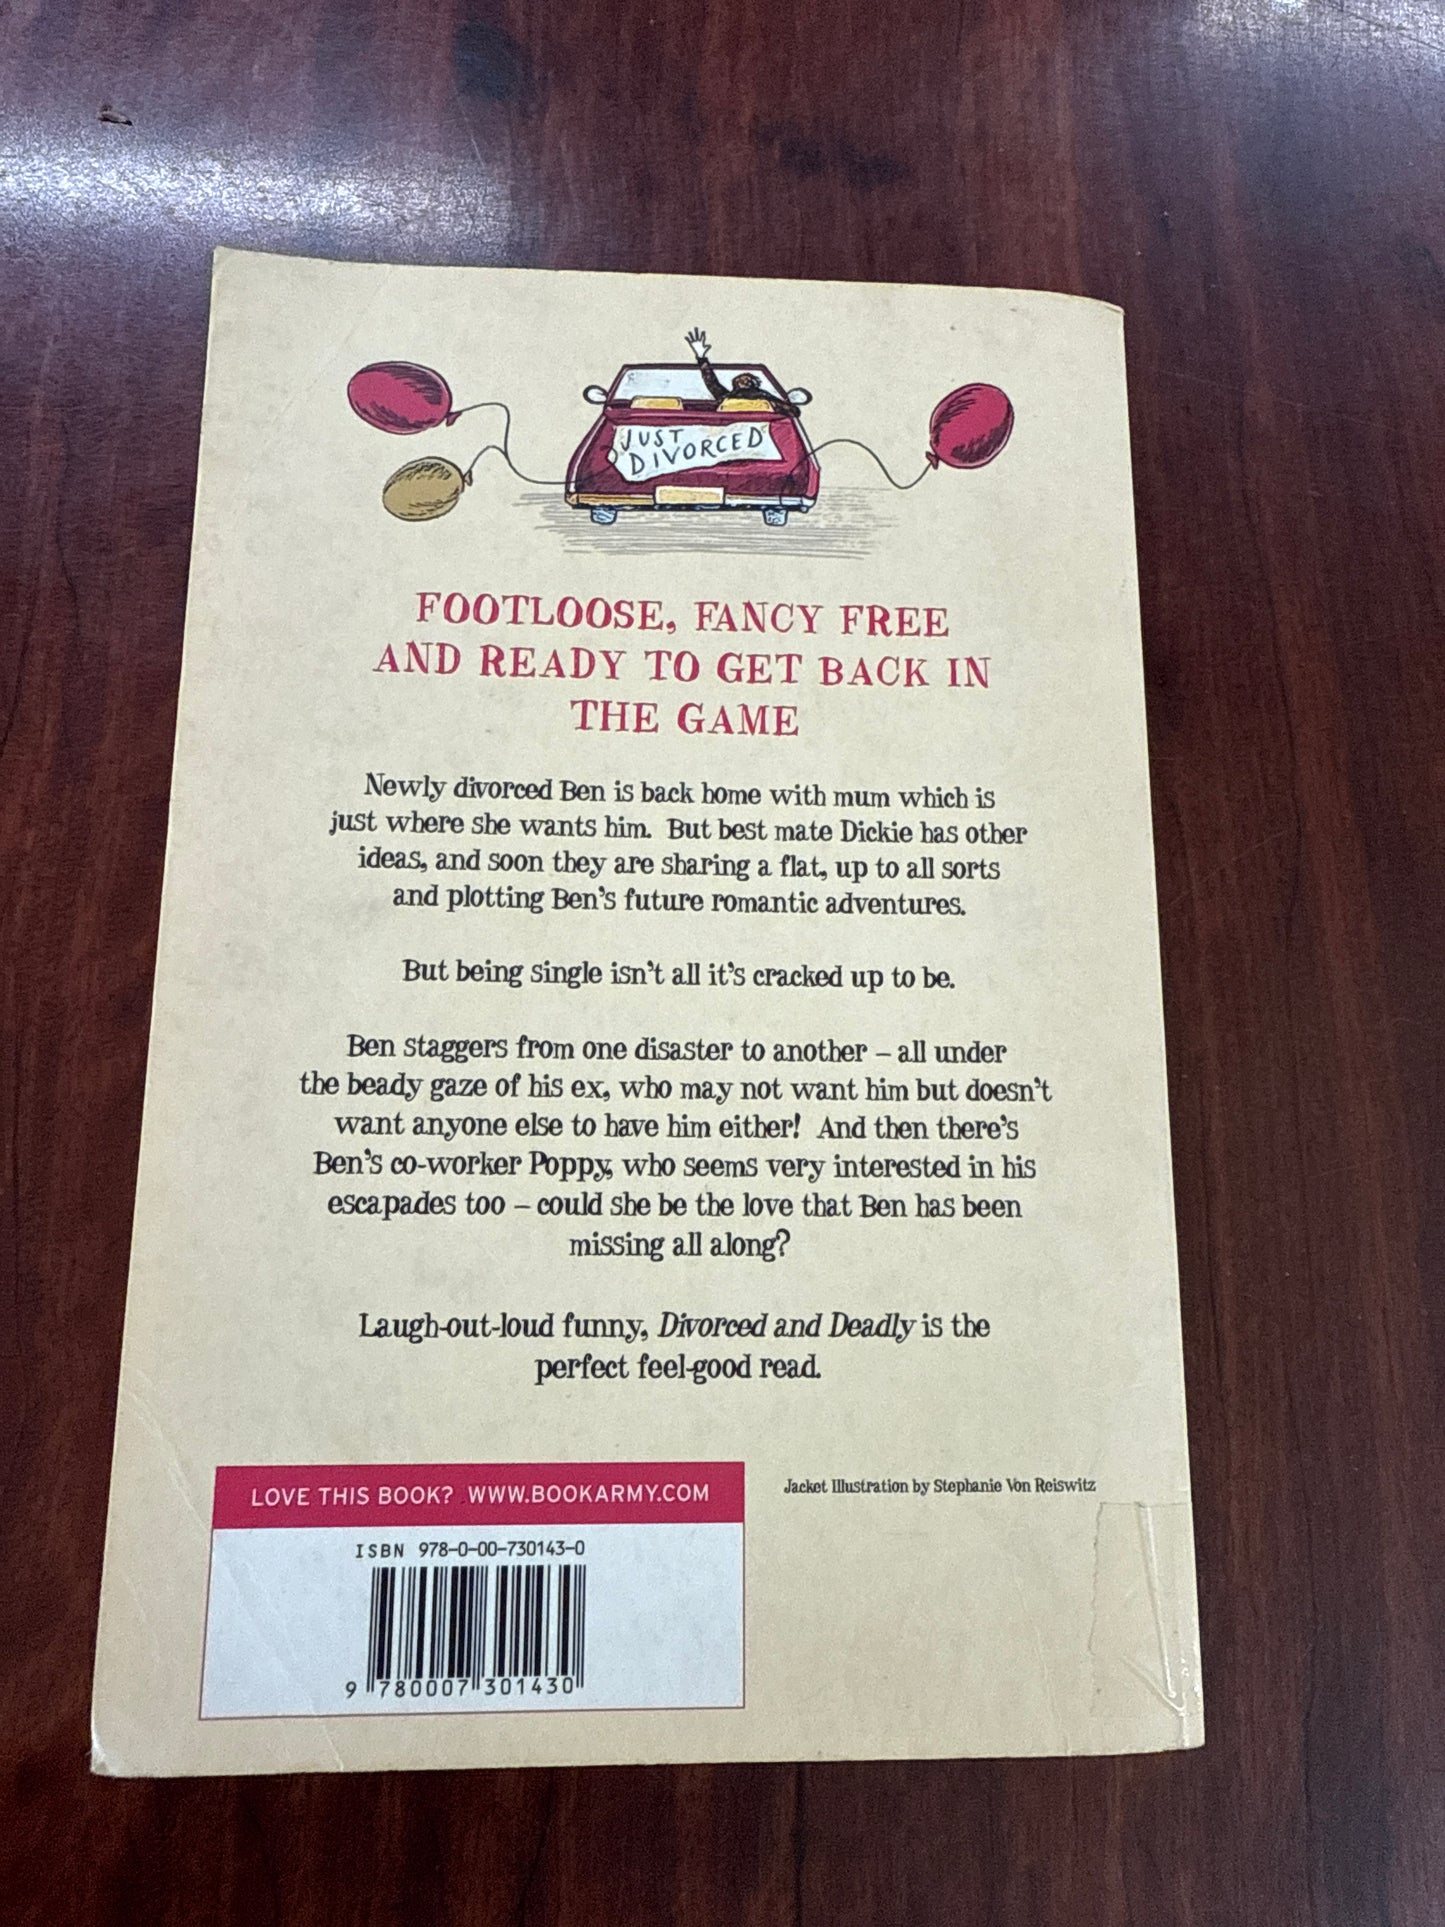 JUST
DIVORCED
FOOTLOOSE, FANCY FREE
AND READY TO GET BACK IN
THE GAME
Newly divorced Ben is back home with mum which is
just where she wants him. But best mate Dickie has other
ideas, and soon they are sharing a flat, up to all sorts
and plotting Ben's future romantic adventures.
But being single isn't all it's cracked up to be.
Ben staggers from one disaster to another – all under
the beady gaze of his ex, who may not want him but doesn't
want anyone else to have him either! And then there's
Ben's co-worker Poppy, who seems very interested in his
escapades too – could she be the love that Ben has been
missing all along?
Laugh-out-loud funny, Divorced and Deadly is the
perfect feel-good read.
LOVE THIS BOOK? WWW.BOOKARMY.COM
Jacket Illustration by Stephanie Von Reiswitz
ISBN 978-0-00-730143-0
9 780007 301430